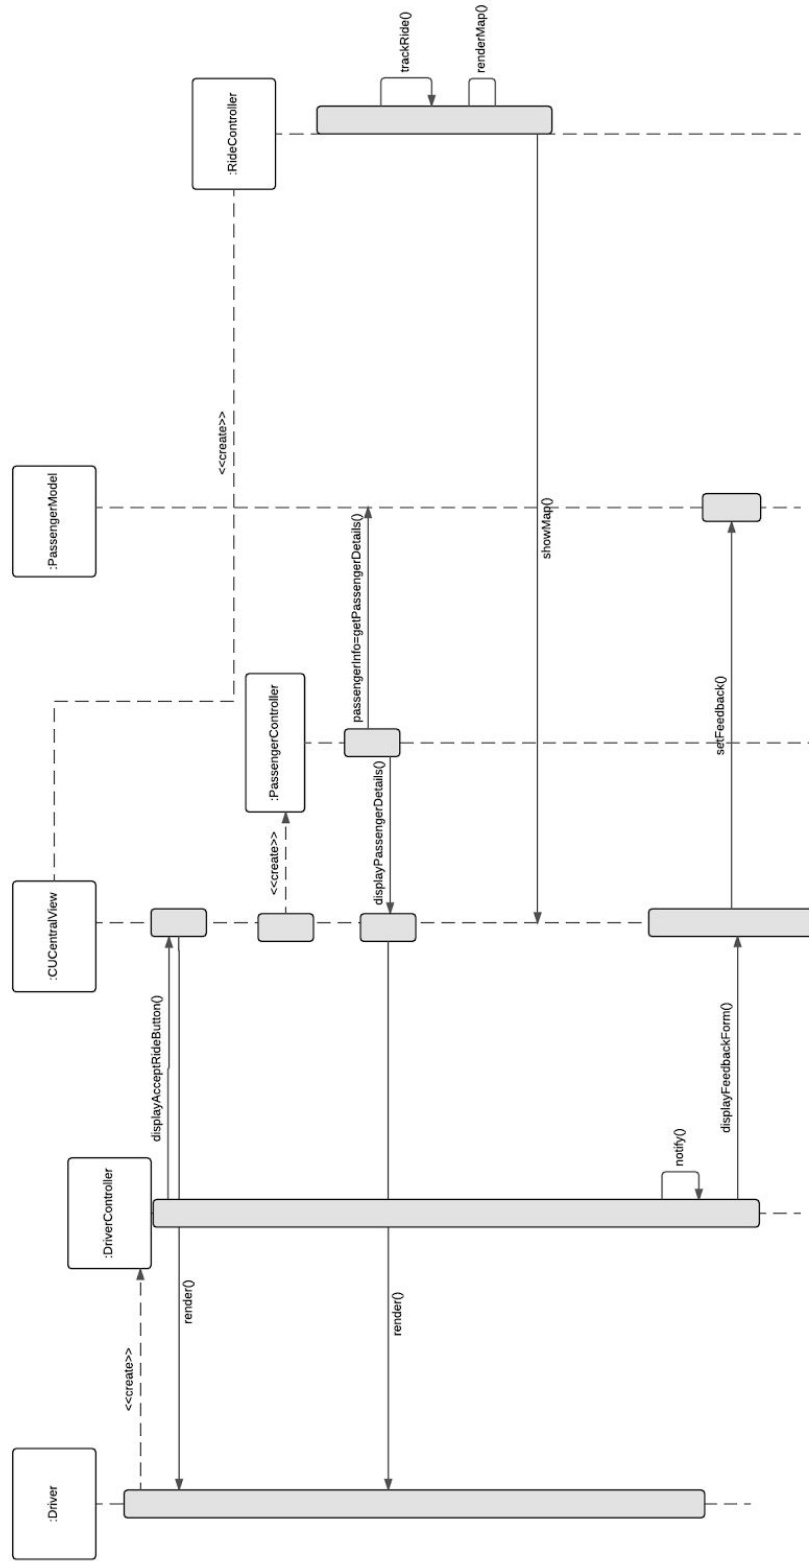 :Driver
:DriverController
:CUCentralView
:PassengerController
:PassengerModel
:RideController
<<create>>
displayAcceptRideButton()
render()
<<create>>
<<create>>
passengerInfo=getPassengerDetails()
displayPassengerDetails()
render()
trackRide()
renderMap()
showMap()
notify()
setFeedback()
displayFeedbackForm()